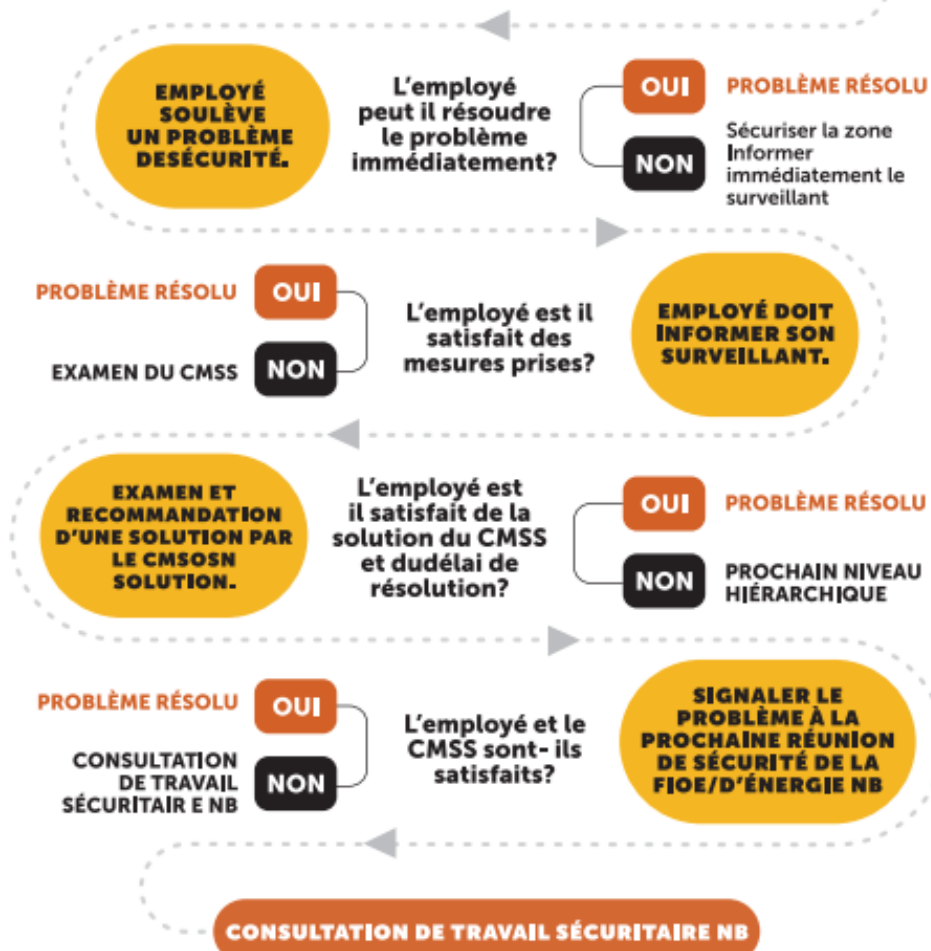 EMPLOYÉ
SOULÈVE
UN PROBLÈME
DESÉCURITÉ.
L'employé
peut il résoudre
le problème
immédiatement?
OUI
PROBLÈME RÉSOLU
NON
Sécuriser la zone
Informer
immédiatement le
surveillant
PROBLÈME RÉSOLU
OUI
EXAMEN DU CMSS
NON
L'employé est il
satisfait des
mesures prises?
EMPLOYÉ DOIT
INFORMER SON
SURVEILLANT.
EXAMEN ET
RECOMMANDATION
D'UNE SOLUTION PAR
LE CMSOSN
SOLUTION.
L'employé est
il satisfait de la
solution du CMSS
et dudélai de
résolution?
OUI
PROBLÈME RÉSOLU
NON
PROCHAIN NIVEAU
HIÉRARCHIQUE
PROBLÈME RÉSOLU
OUI
CONSULTATION
DE TRAVAIL
SÉCURITAIR E NB
NON
L'employé et le
CMSS sont- ils
satisfaits?
SIGNALER LE
PROBLÈME À LA
PROCHAINE RÉUNION
DE SÉCURITÉ DE LA
FIOE/D'ÉNERGIE NB
CONSULTATION DE TRAVAIL SÉCURITAIRE NB